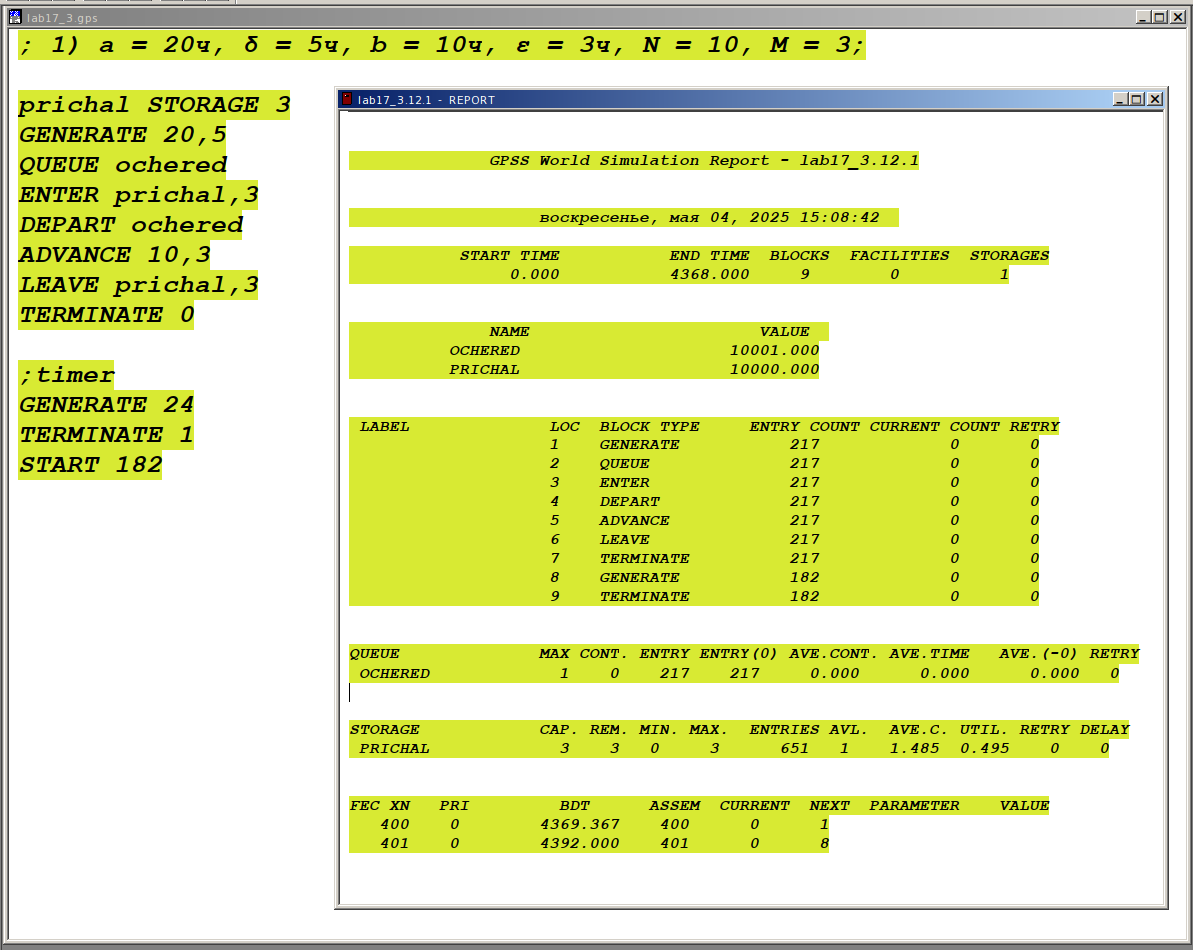 lab17_3.gps
; 1) a = 20ч, δ = 5ч, b = 10ч, ε = 3ч, N = 10, M = 3;
prichal STORAGE 3
GENERATE 20,5
QUEUE ochered
ENTER prichal,3
DEPART ochered
ADVANCE 10,3
LEAVE prichal,3
TERMINATE 0
;timer
GENERATE 24
TERMINATE 1
START 182
lab17_3.12.1 - REPORT
GPSS World Simulation Report - lab17_3.12.1
воскресенье, мая 04, 2025 15:08:42
START TIME END TIME BLOCKS FACILITIES STORAGES
0.000 4368.000 9 0 1
NAME VALUE
OCHERED 10001.000
PRICHAL 10000.000
LABEL LOC BLOCK TYPE ENTRY COUNT CURRENT COUNT RETRY
1 GENERATE 217 0 0
2 QUEUE 217 0 0
3 ENTER 217 0 0
4 DEPART 217 0 0
5 ADVANCE 217 0 0
6 LEAVE 217 0 0
7 TERMINATE 217 0 0
8 GENERATE 182 0 0
9 TERMINATE 182 0 0
QUEUE MAX CONT. ENTRY ENTRY(0) AVE.CONT. AVE.TIME AVE.(-0) RETRY
OCHERED 1 0 217 217 0.000 0.000 0.000 0
STORAGE CAP. REM. MIN. MAX. ENTRIES AVL. AVE.C. UTIL. RETRY DELAY
PRICHAL 3 3 0 3 651 1 1.485 0.495 0 0
FEC XN PRI BDT ASSEM CURRENT NEXT PARAMETER VALUE
400 0 4369.367 400 0 1
401 0 4392.000 401 0 8